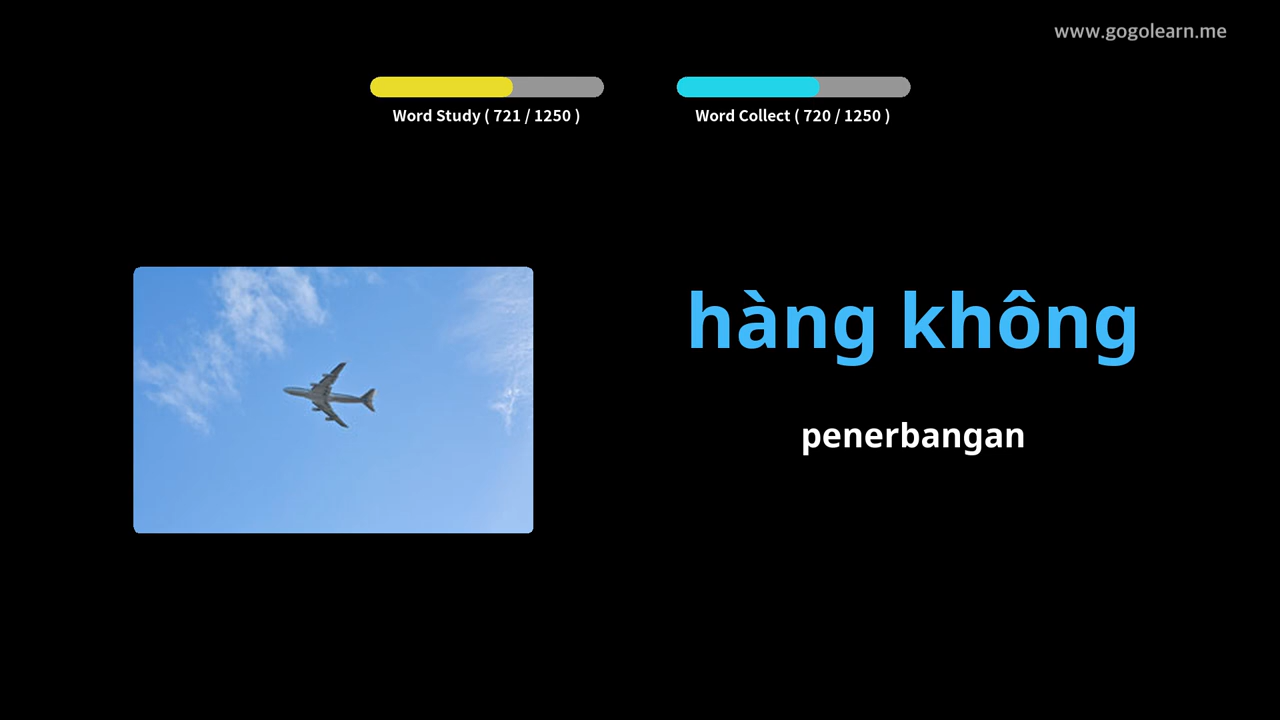 www.gogolearn.me
Word Study ( 721 / 1250 )
Word Collect ( 720 / 1250 )
hàng không
penerbangan